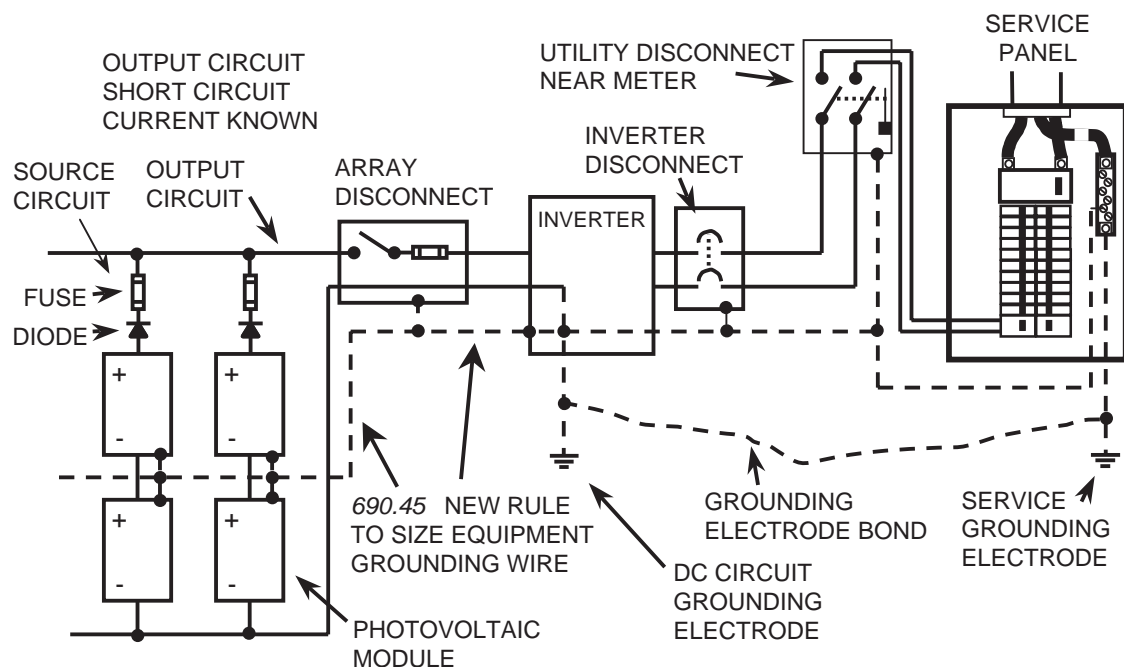 SERVICE
PANEL
UTILITY DISCONNECT
NEAR METER
OUTPUT CIRCUIT
SHORT CIRCUIT
CURRENT KNOWN
INVERTER
DISCONNECT
SOURCE
CIRCUIT
OUTPUT
CIRCUIT
ARRAY
DISCONNECT
INVERTER
FUSE
DIODE
+
+
-
-
+
+
-
-
690.45 NEW RULE
TO SIZE EQUIPMENT
GROUNDING WIRE
GROUNDING
ELECTRODE BOND
SERVICE
GROUNDING
ELECTRODE
DC CIRCUIT
GROUNDING
ELECTRODE
PHOTOVOLTAIC
MODULE